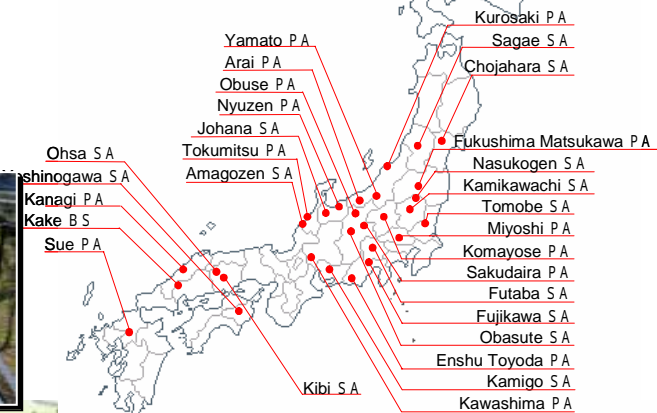 Kurosaki PA
Sagae SA
Chojahara SA
Fukushima Matsukawa PA
Nasukogen SA
Kamikawachi SA
Tomobe SA
Miyoshi PA
Komayose PA
Sakudaira PA
Futaba SA
Fujikawa SA
Obasute SA
Enshu Toyoda PA
Kamigo SA
Kawashima PA
Yamato PA
Arai PA
Obuse PA
Nyuzen PA
Johana SA
Tokumitsu PA
Amagozen SA
Ohsa SA
shinogawa SA
Kanagi PA
Kake BS
Sue PA
Kibi SA